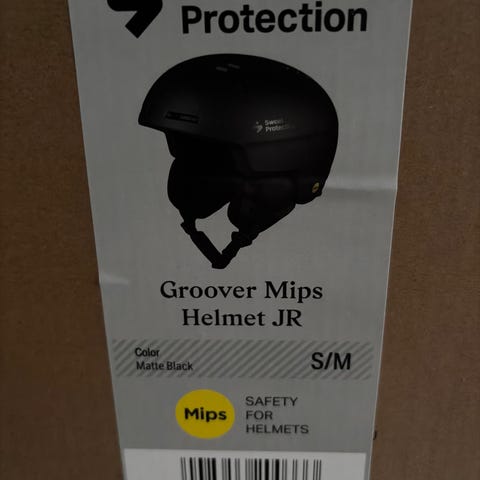 Protection
Sweet
Protection
Groover Mips
Helmet JR
Color
Matte Black
S/M
Mips
SAFETY
FOR
HELMETS